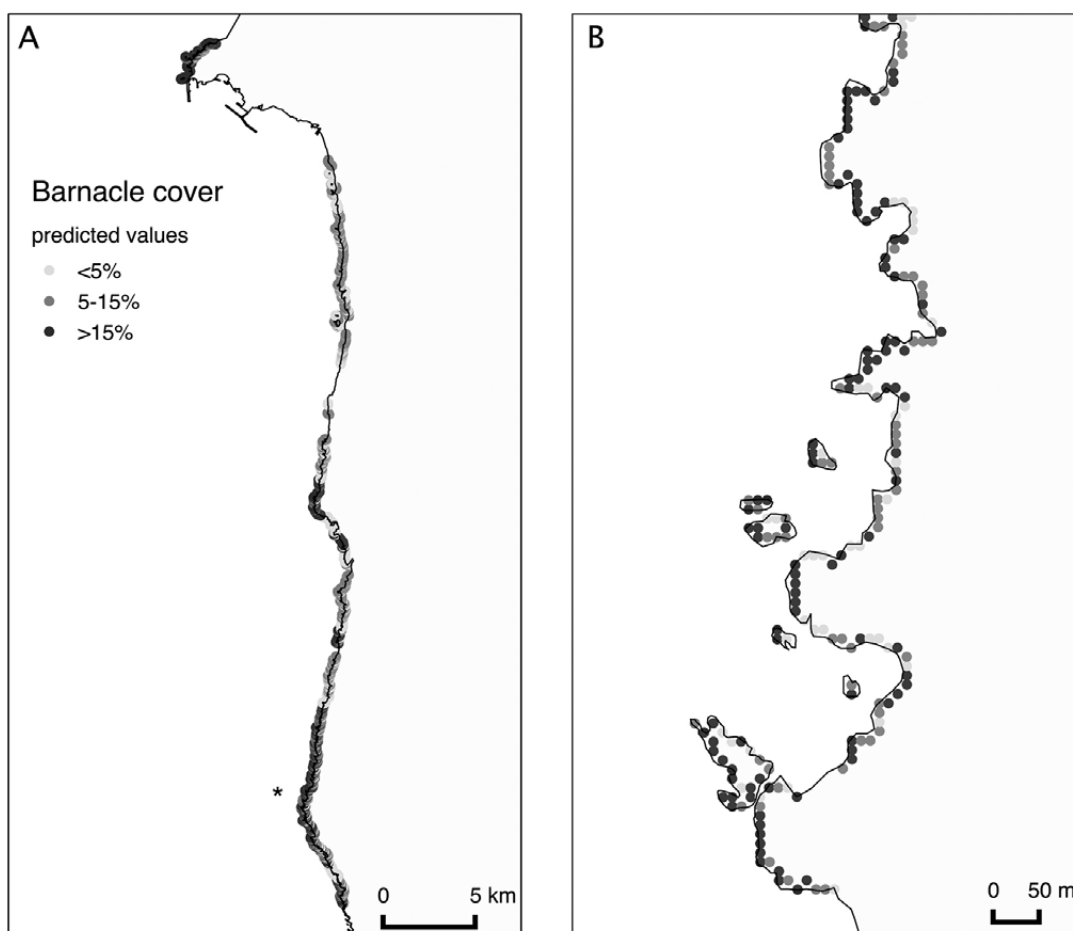 A
Barnacle cover
predicted values
<5%
5-15%
>15%
*
0 5 km
B
0 50 m